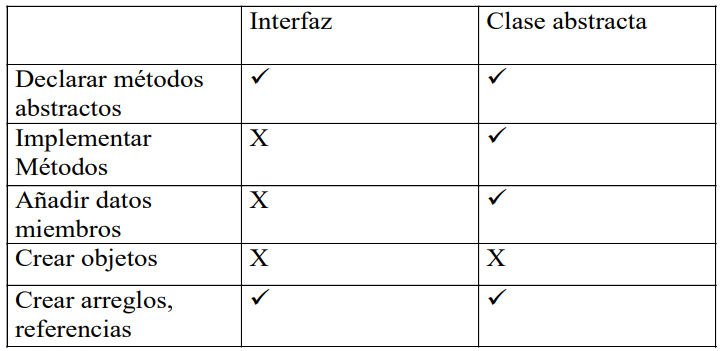 Interfaz Clase abstracta
Declarar métodos ✓ ✓
abstractos
Implementar X ✓
Métodos
Añadir datos X ✓
miembros
Crear objetos X X
Crear arreglos, ✓ ✓
referencias